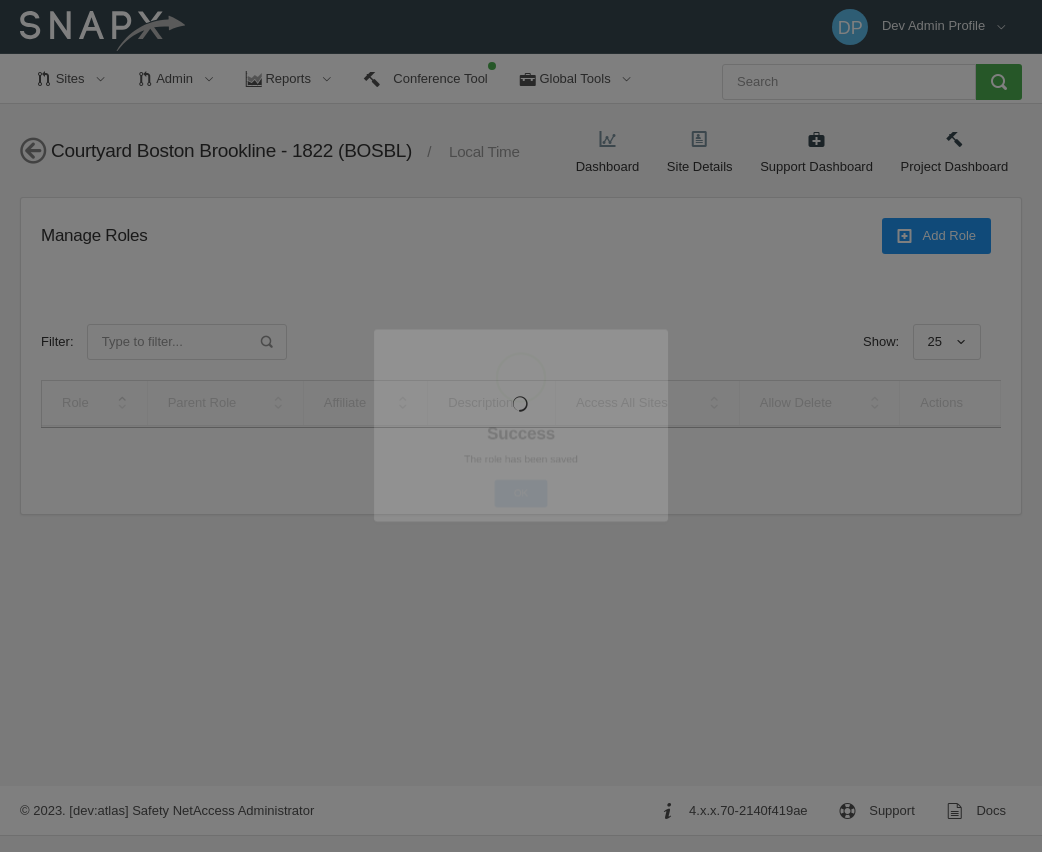 SNAPX
DP
Dev Admin Profile
Sites
Admin
Reports
Conference Tool
Global Tools
Search
Courtyard Boston Brookline - 1822 (BOSBL) / Local Time
Dashboard
Site Details
Support Dashboard
Project Dashboard
Manage Roles
Add Role
Filter:
Type to filter...
Show:
25
Role
Parent Role
Affiliate
Description
Access All Sites
Allow Delete
Actions
Success
The role has been saved
© 2023. [dev:atlas] Safety NetAccess Administrator
4.x.x.70-2140f419ae
Support
Docs